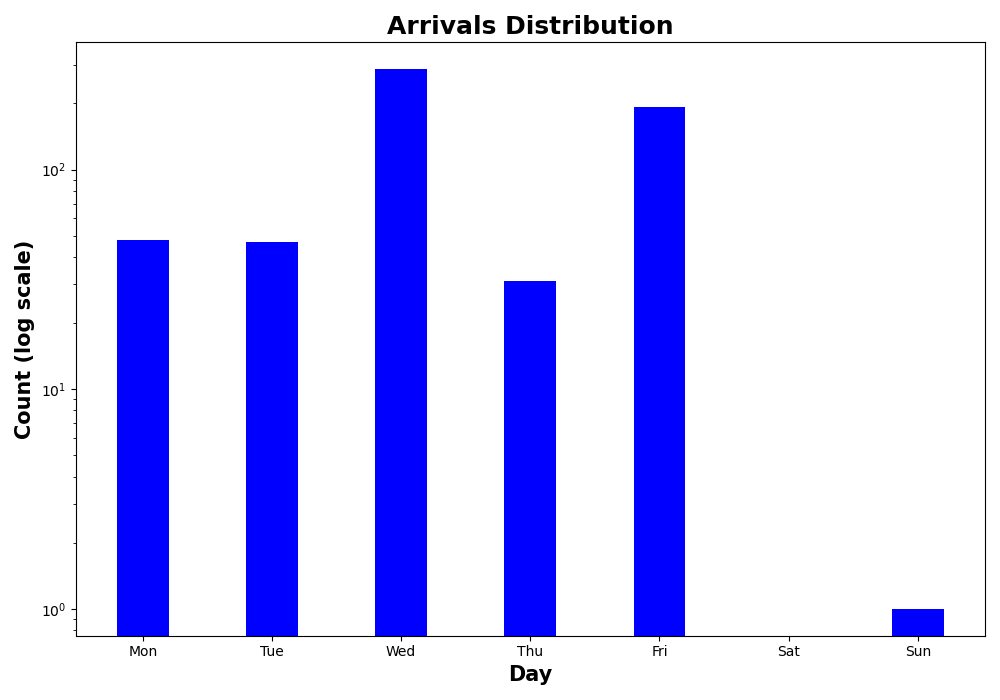 Arrivals Distribution
Count (log scale)
10²
10¹
10⁰
Mon Tue Wed Thu Fri Sat Sun
Day